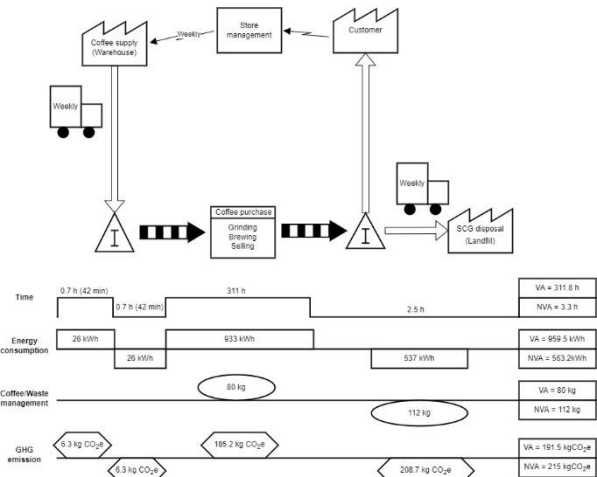 Coffee supply
(Warehouse)
Weekly
Store
management
Customer
Weekly
Weekly
I
Coffee purchase
Grinding
Brewing
Selling
I
SCG disposal
(Landfill)
Time
0.7 h (42 min)
0.7 h (42 min)
311 h
2.5 h
VA = 311.8 h
NVA = 3.3 h
Energy
consumption
26 kWh
26 kWh
933 kWh
537 kWh
VA = 959.5 kWh
NVA = 563.2kWh
Coffee/Waste
management
80 kg
112 kg
VA = 80 kg
NVA = 112 kg
GHG
emission
6.3 kg CO₂e
6.3 kg CO₂e
185.2 kg CO₂e
208.7 kg CO₂e
VA = 191.5 kgCO₂e
NVA = 215 kgCO₂e